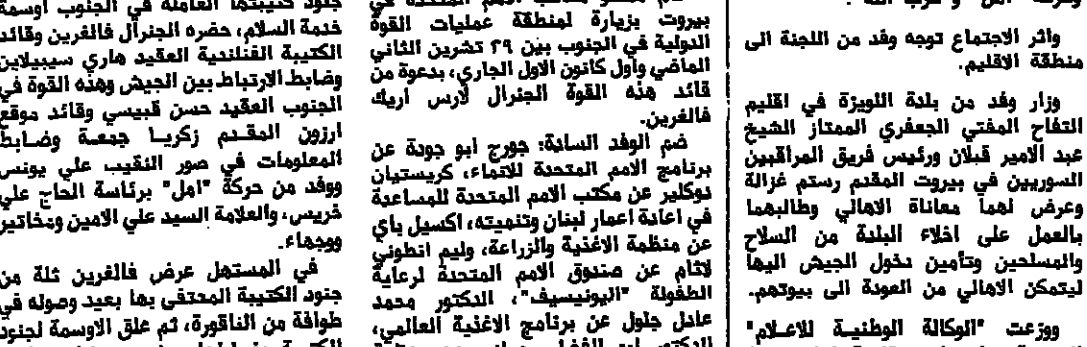 واثر الاجتماع توجه وفد من اللجنة الى
منطقة الاقليم.
وزار وفد من بلدة اللويزة في اقليم
التفاح المفتي الجعفري الممتاز الشيخ
عبد الامير قبلان ورئيس فريق المراقبين
السوريين في بيروت المقدم رستم غزالة
وعرض لهما معاناة الاهالي وطالبهما
بالعمل على اخلاء البلدة من السلاح
والمسلحين وتأمين دخول الجيش اليها
ليتمكن الاهالي من العودة الى بيوتهم.
ووزعت "الوكالة الوطنية للاعلام"
بيروت بزيارة لمنطقة عمليات القوة
الدولية في الجنوب بين ٢٩ تشرين الثاني
الماضي واول كانون الاول الجاري، بدعوة من
قائد هذه القوة الجنرال لارس اريك
فالغرين.
ضم الوفد السادة: جورج ابو جودة عن
برنامج الامم المتحدة للانماء، كريستيان
دوكلير عن مكتب الامم المتحدة للمساعدة
في اعادة اعمار لبنان وتنميته، اكسيل باي
عن منظمة الاغذية والزراعة، وليم انطوني
لاثام عن صندوق الامم المتحدة لرعاية
الطفولة "اليونيسيف"، الدكتور محمد
عادل جلول عن برنامج الاغذية العالمي،
جنود كتيبتها العاملة في الجنوب اوسمة
خدمة السلام، حضره الجنرال فالغرين وقائد
الكتيبة الفنلندية العقيد هاري سيبيلاين
وضابط الارتباط بين الجيش وهذه القوة في
الجنوب العقيد حسن قبيسي وقائد موقع
ارزون المقدم زكريا جمعة وضابط
المعلومات في صور النقيب علي يونس
ووفد من حركة "امل" برئاسة الحاج علي
خريس، والعلامة السيد علي الامين ومخاتير
ووجهاء.
في المستهل عرض فالغرين ثلة من
جنود الكتيبة المحتفى بها بعيد وصوله في
طوافة من الناقورة، ثم علق الاوسمة لجنود